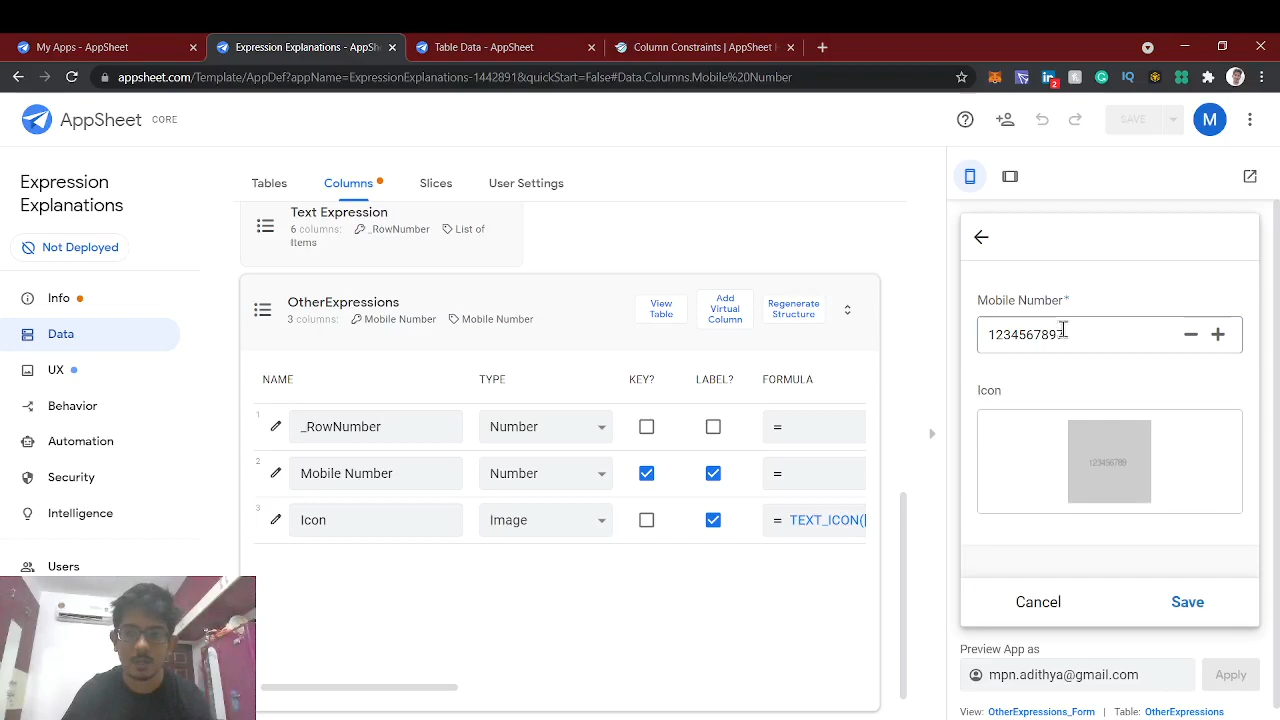 My Apps - AppSheet
Expression Explanations - AppSh
Table Data - AppSheet
Column Constraints | AppSheet
appsheet.com/Template/AppDef?appName=ExpressionExplanations-1442891&quickStart=False#Data.Columns.Mobile%20Number
2
IQ
AppSheet CORE
SAVE
M
Expression
Explanations
Not Deployed
Info
Data
UX
Behavior
Automation
Security
Intelligence
Users
Tables
Columns
Slices
User Settings
Text Expression
6 columns: _RowNumber List of
Items
OtherExpressions
3 columns: Mobile Number Mobile Number
View
Table
Add
Virtual
Column
Regenerate
Structure
NAME TYPE KEY? LABEL? FORMULA
1 _RowNumber Number =
2 Mobile Number Number =
3 Icon Image = TEXT_ICON([
Mobile Number*
Icon
123456789
Cancel Save
Preview App as
mpn.adithya@gmail.com Apply
View: OtherExpressions_Form Table: OtherExpressions